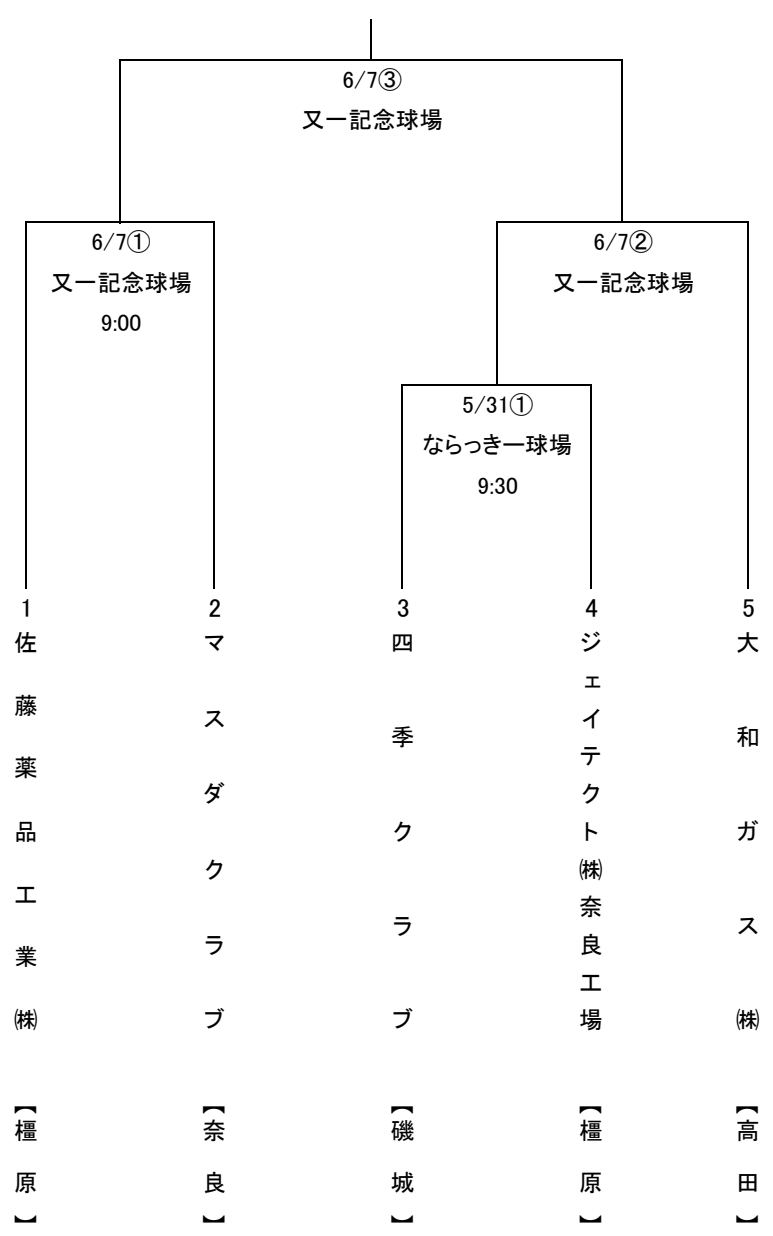 6/7③
又一記念球場
6/7①
又一記念球場
9:00
6/7②
又一記念球場
5/31①
ならっきー球場
9:30
1
佐藤薬品工業㈱
【橿原】
2
マスダクラブ
【奈良】
3
四季クラブ
【磯城】
4
ジェイテクト㈱奈良工場
【橿原】
5
大和ガス㈱
【高田】